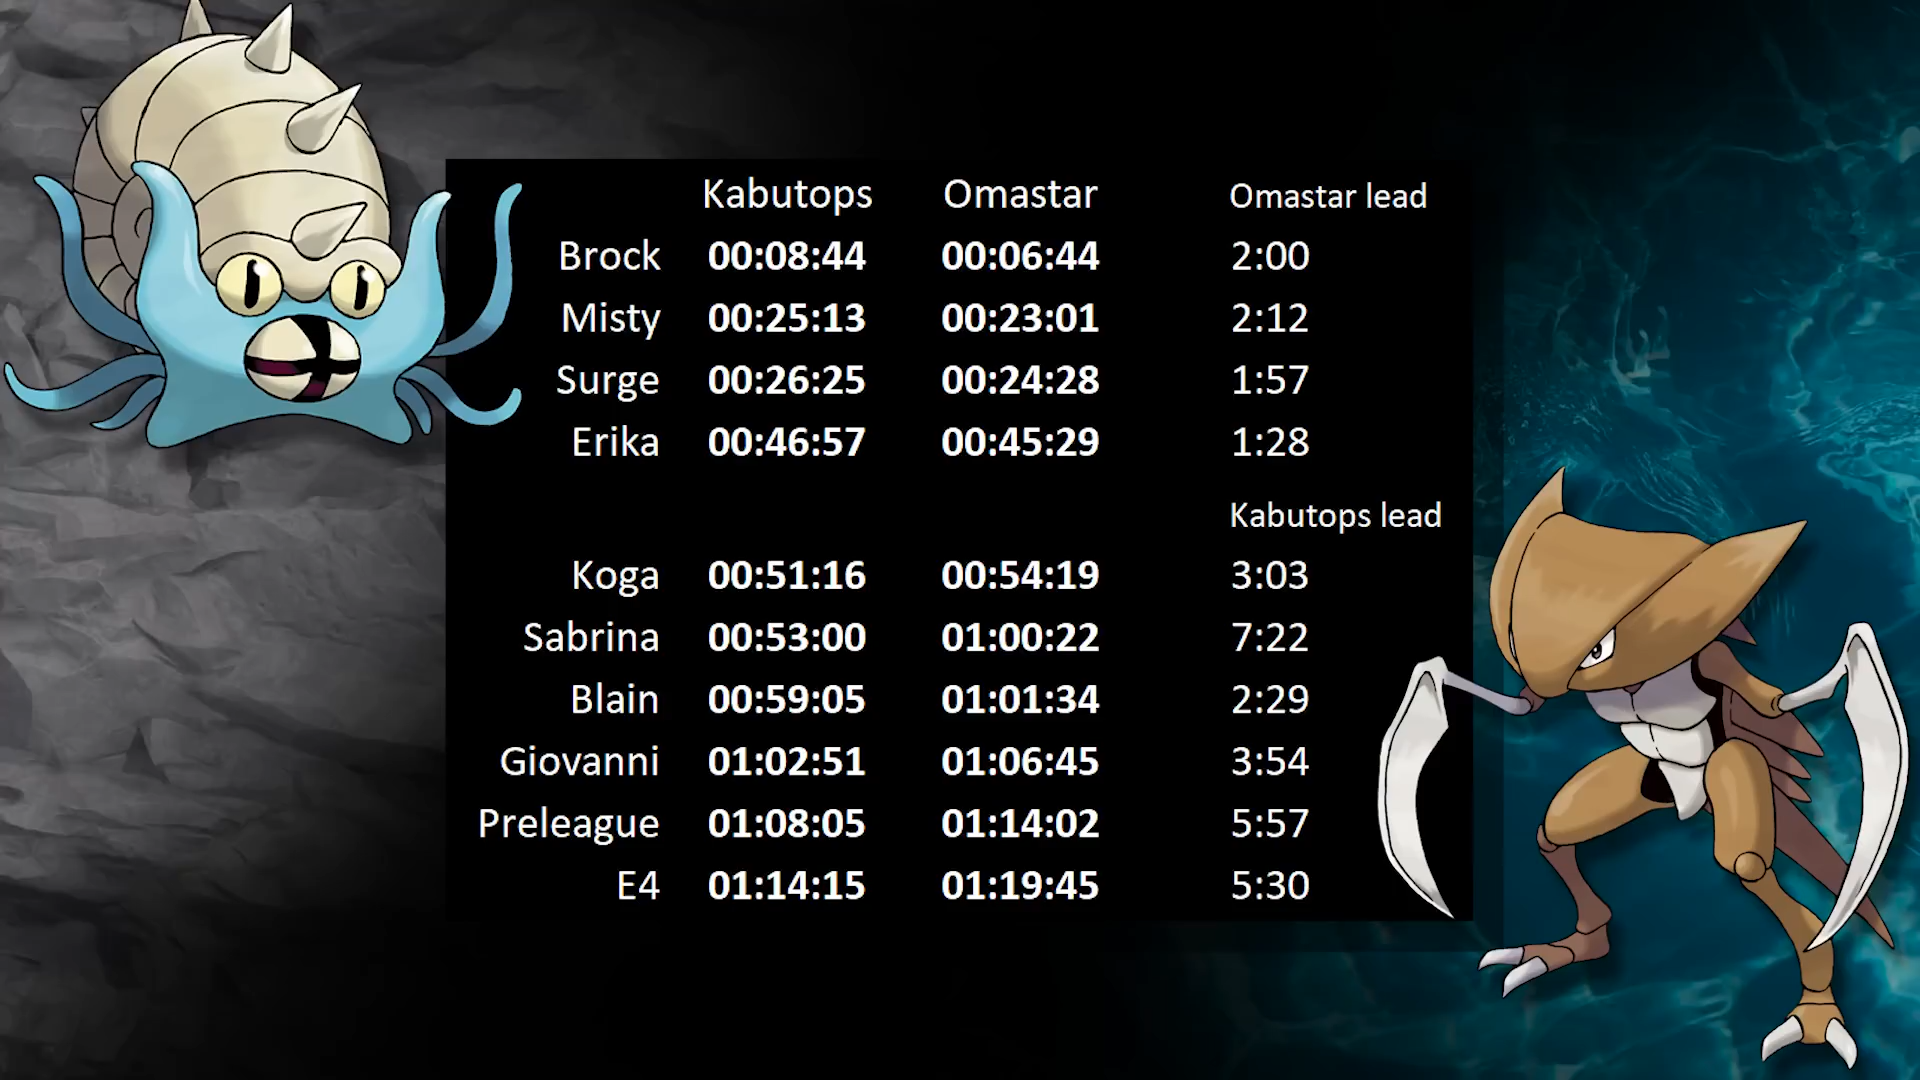 Kabutops Omastar Omastar lead
Brock 00:08:44 00:06:44 2:00
Misty 00:25:13 00:23:01 2:12
Surge 00:26:25 00:24:28 1:57
Erika 00:46:57 00:45:29 1:28
Kabutops lead
Koga 00:51:16 00:54:19 3:03
Sabrina 00:53:00 01:00:22 7:22
Blain 00:59:05 01:01:34 2:29
Giovanni 01:02:51 01:06:45 3:54
Preleague 01:08:05 01:14:02 5:57
E4 01:14:15 01:19:45 5:30